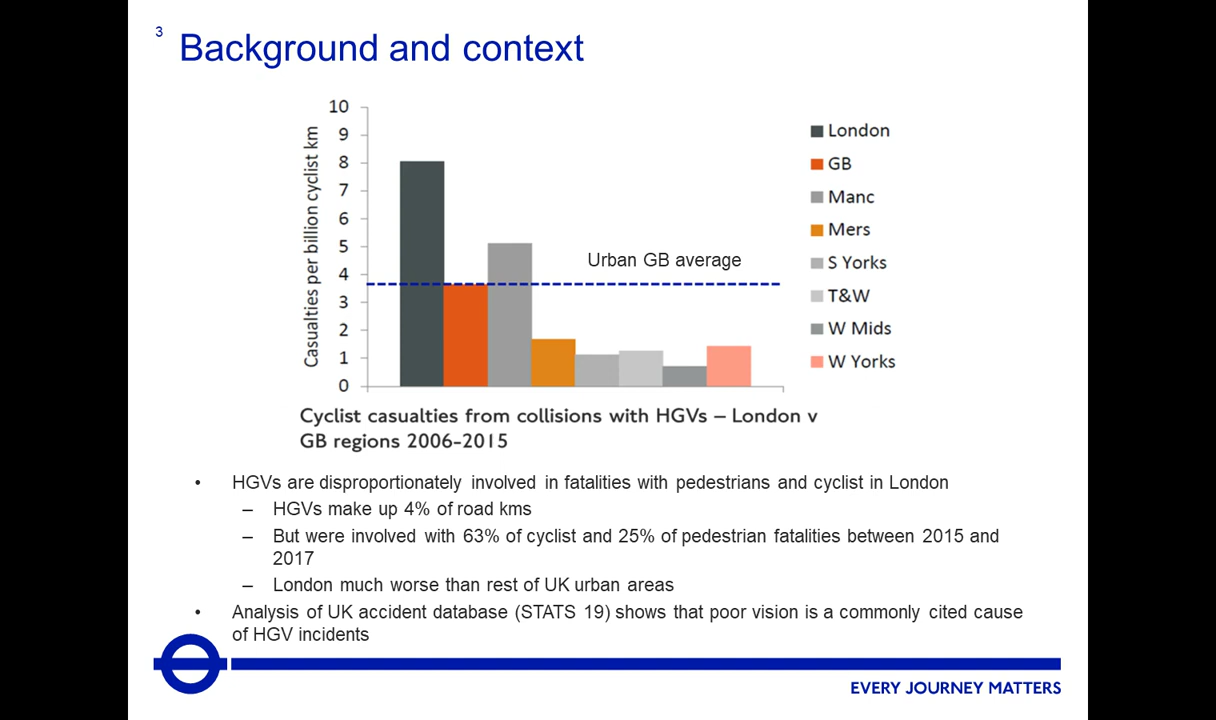 3
Background and context
10
9
8
7
6
5
4
3
2
1
0
Casualties per billion cyclist km
Urban GB average
London
GB
Manc
Mers
S Yorks
T&W
W Mids
W Yorks
Cyclist casualties from collisions with HGVs – London v
GB regions 2006-2015
• HGVs are disproportionately involved in fatalities with pedestrians and cyclist in London
– HGVs make up 4% of road kms
– But were involved with 63% of cyclist and 25% of pedestrian fatalities between 2015 and
2017
– London much worse than rest of UK urban areas
• Analysis of UK accident database (STATS 19) shows that poor vision is a commonly cited cause
of HGV incidents
EVERY JOURNEY MATTERS